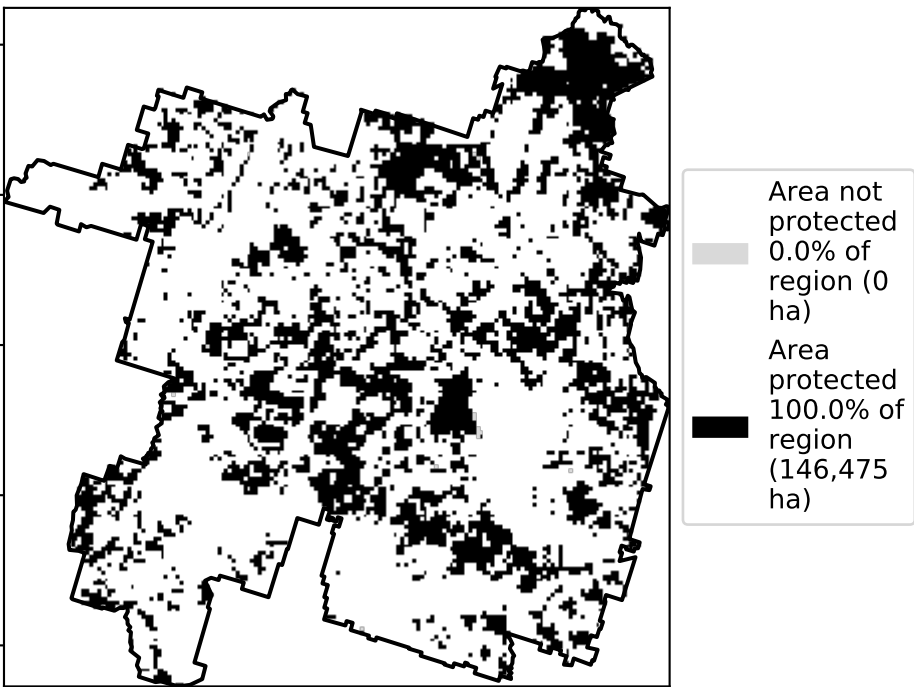 Area not
protected
0.0% of
region (0
ha)
Area
protected
100.0% of
region
(146,475
ha)